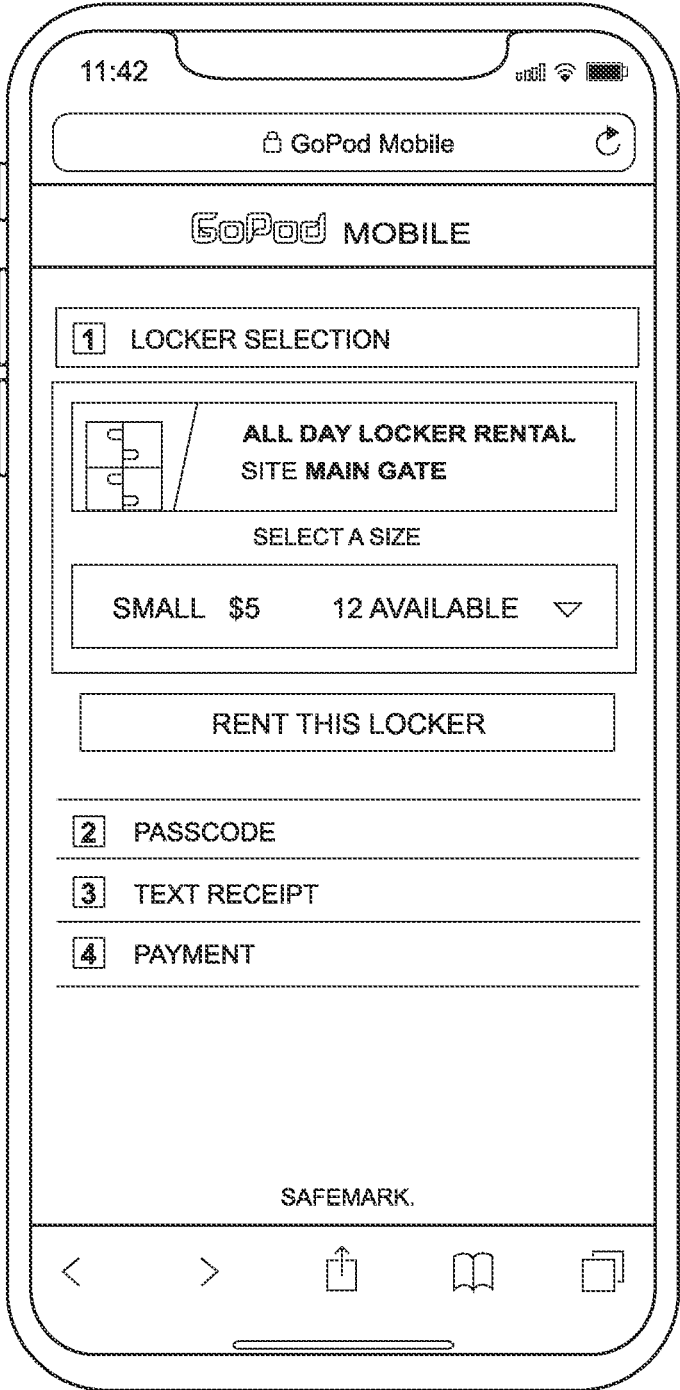 11:42
GoPod Mobile
GoPod MOBILE
1 LOCKER SELECTION
ALL DAY LOCKER RENTAL
SITE MAIN GATE
SELECT A SIZE
SMALL $5 12 AVAILABLE
RENT THIS LOCKER
2 PASSCODE
3 TEXT RECEIPT
4 PAYMENT
SAFEMARK.